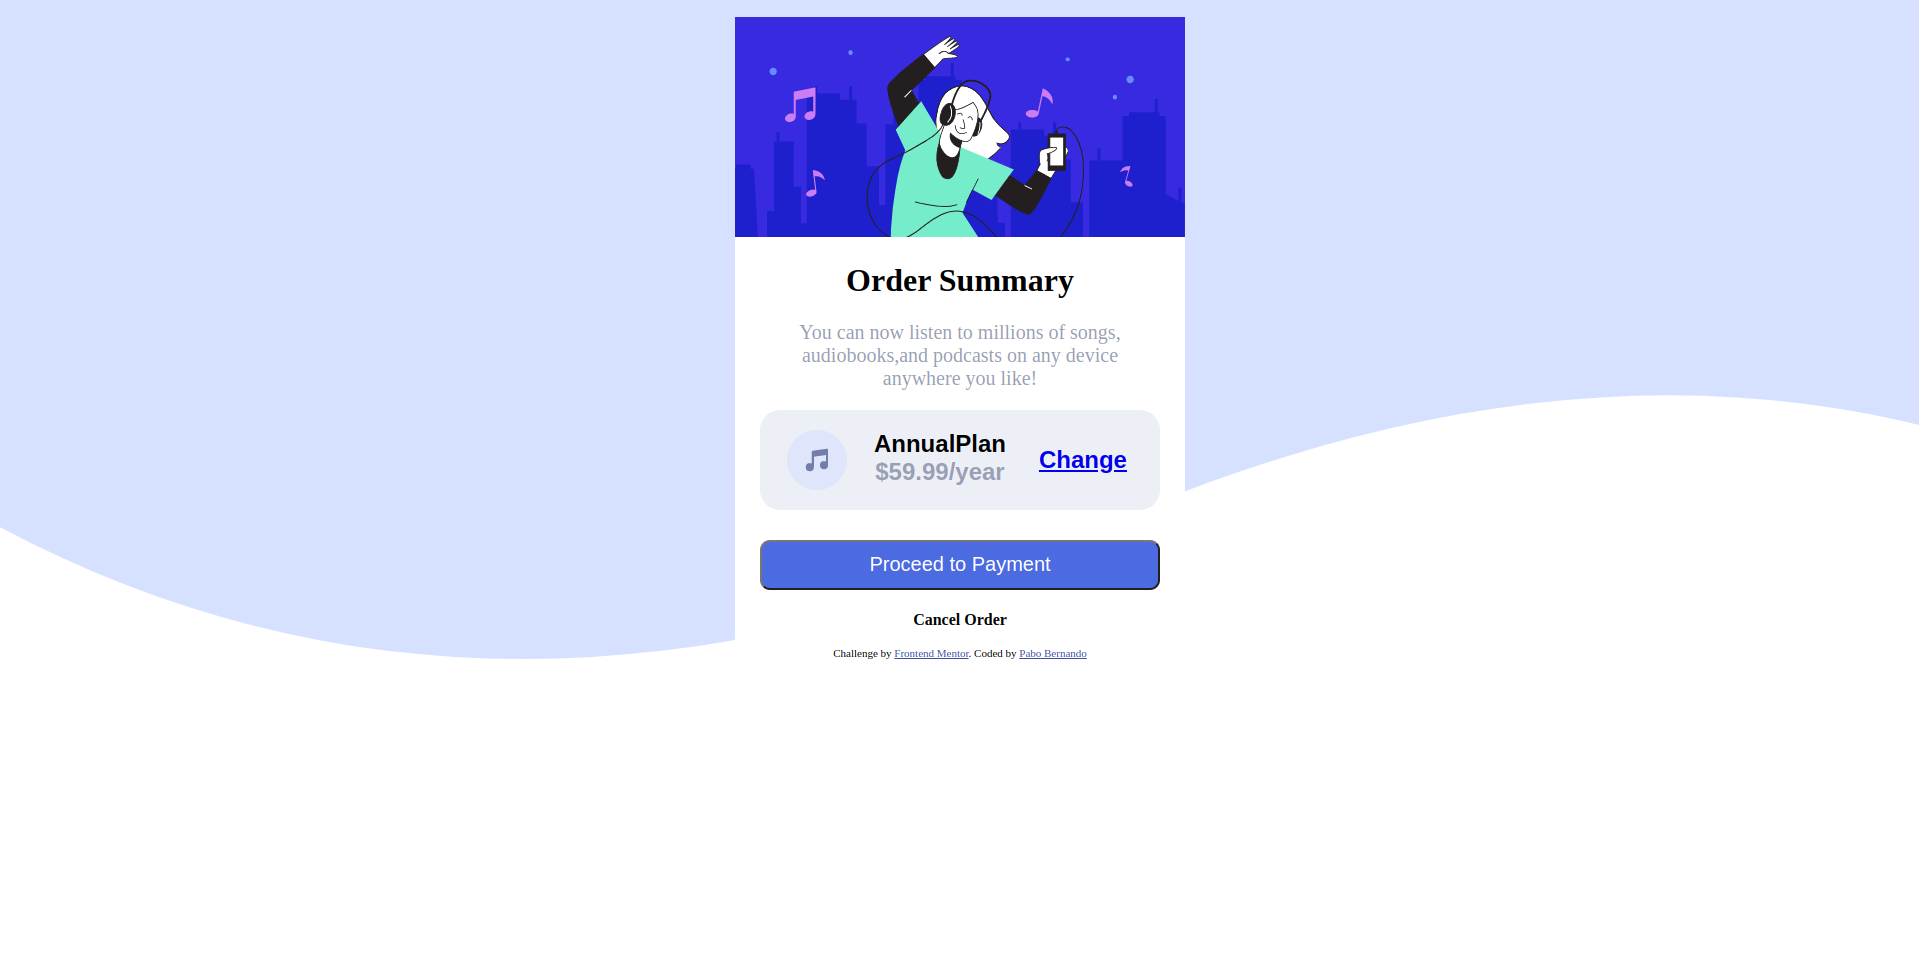 Order Summary
You can now listen to millions of songs,
audiobooks,and podcasts on any device
anywhere you like!
AnnualPlan
$59.99/year
Change
Proceed to Payment
Cancel Order
Challenge by Frontend Mentor. Coded by Pabo Bernando